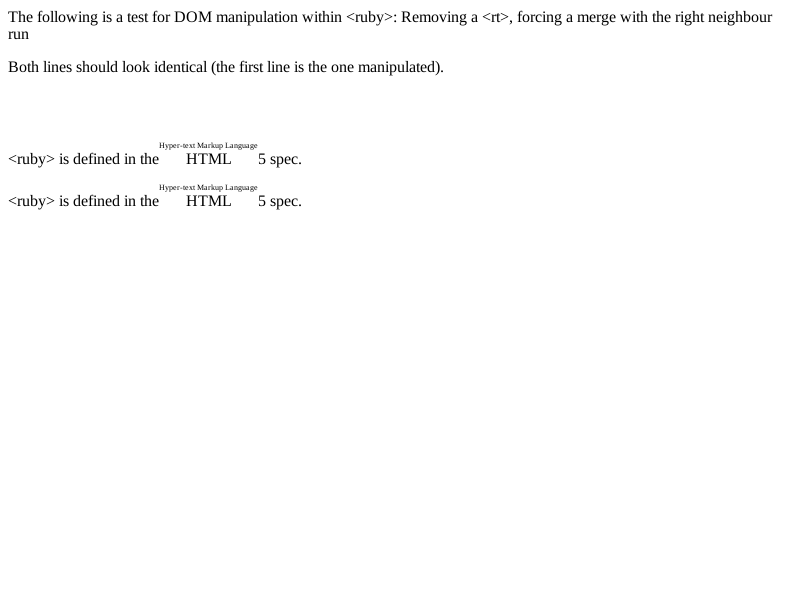 The following is a test for DOM manipulation within <ruby>: Removing a <rt>, forcing a merge with the right neighbour
run
Both lines should look identical (the first line is the one manipulated).
Hyper-text Markup Language
<ruby> is defined in the HTML 5 spec.
Hyper-text Markup Language
<ruby> is defined in the HTML 5 spec.